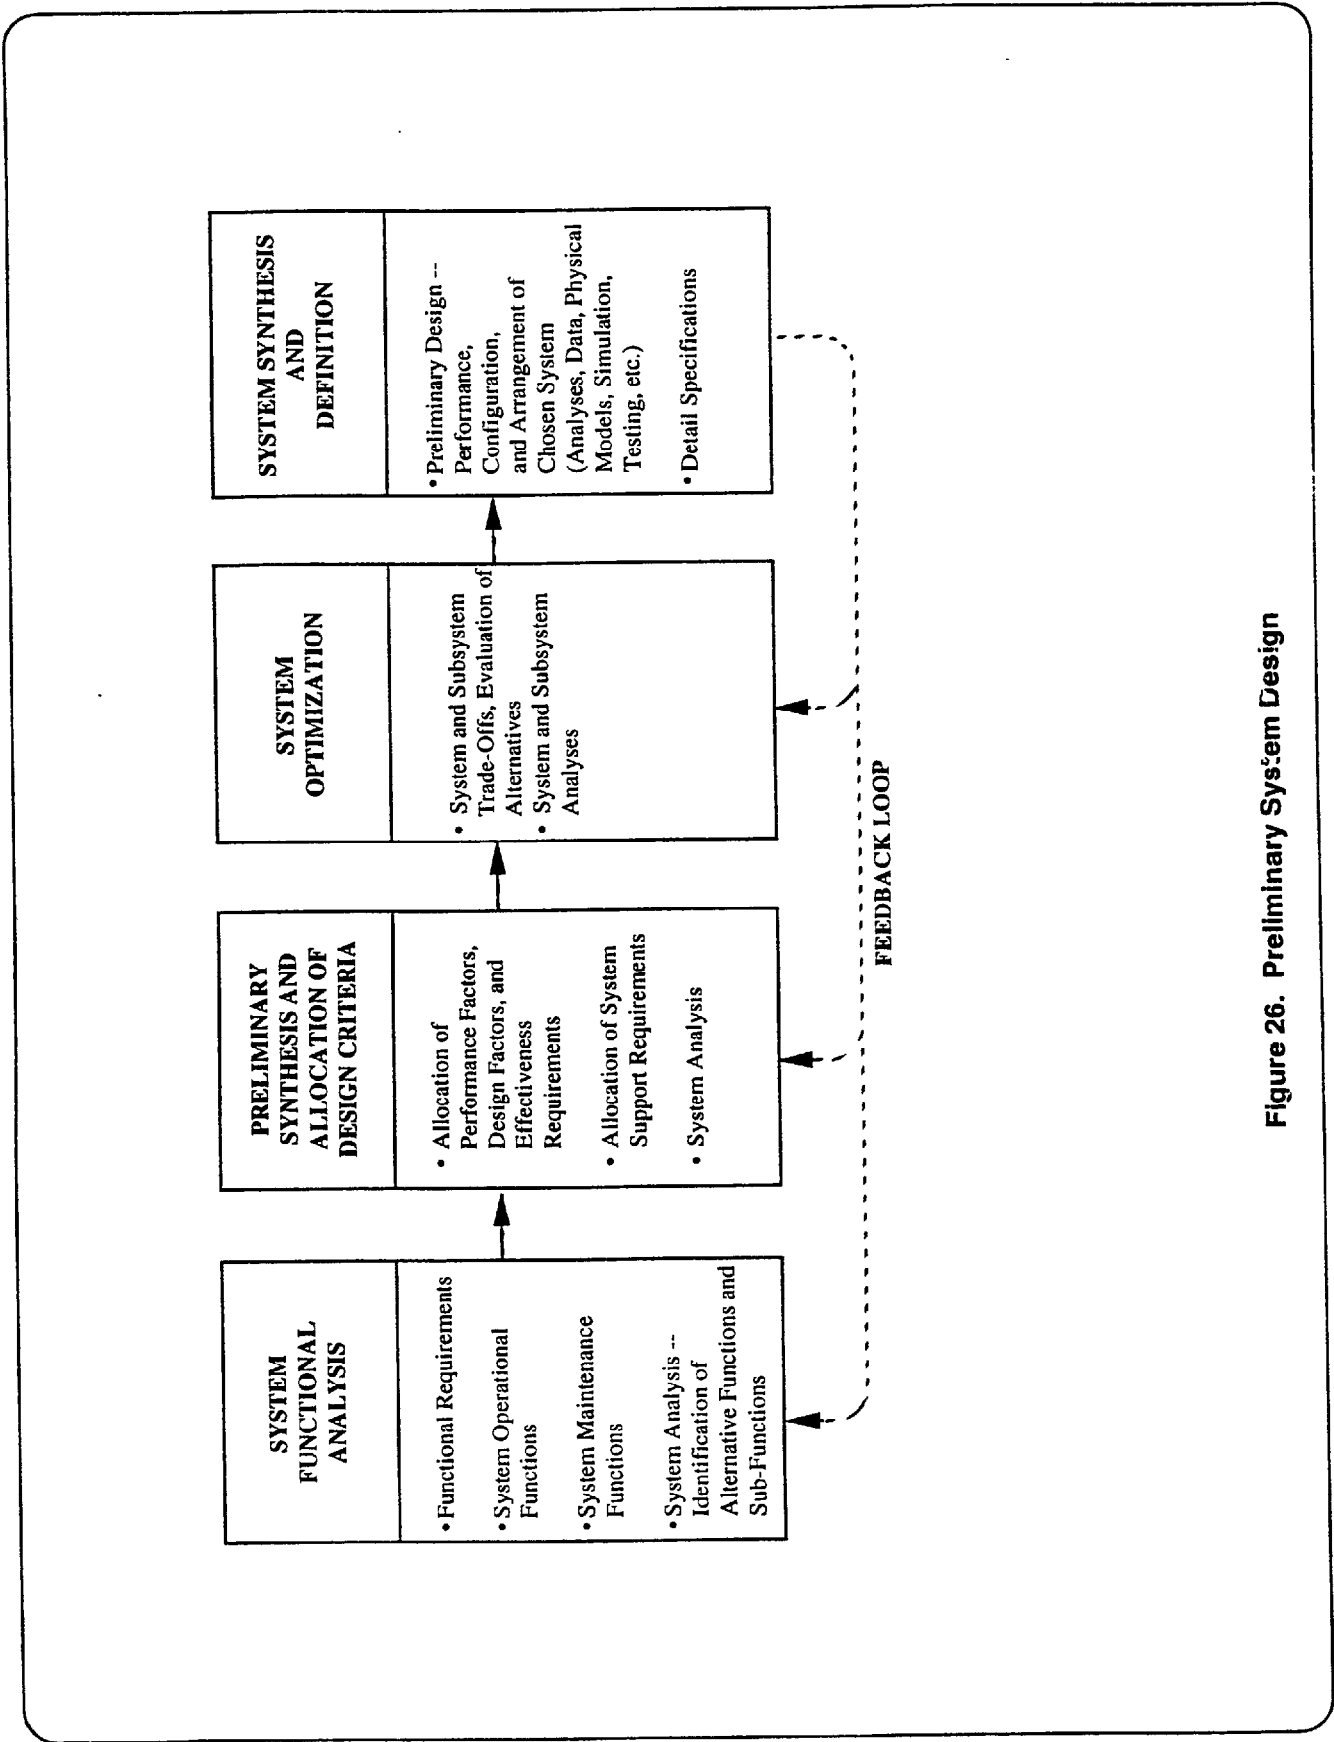 SYSTEM
FUNCTIONAL
ANALYSIS
• Functional Requirements
• System Operational
Functions
• System Maintenance
Functions
• System Analysis --
Identification of
Alternative Functions and
Sub-Functions
PRELIMINARY
SYNTHESIS AND
ALLOCATION OF
DESIGN CRITERIA
• Allocation of
Performance Factors,
Design Factors, and
Effectiveness
Requirements
• Allocation of System
Support Requirements
• System Analysis
SYSTEM
OPTIMIZATION
• System and Subsystem
Trade-Offs, Evaluation of
Alternatives
• System and Subsystem
Analyses
SYSTEM SYNTHESIS
AND
DEFINITION
• Preliminary Design --
Performance,
Configuration,
and Arrangement of
Chosen System
(Analyses, Data, Physical
Models, Simulation,
Testing, etc.)
• Detail Specifications
FEEDBACK LOOP
Figure 26. Preliminary System Design